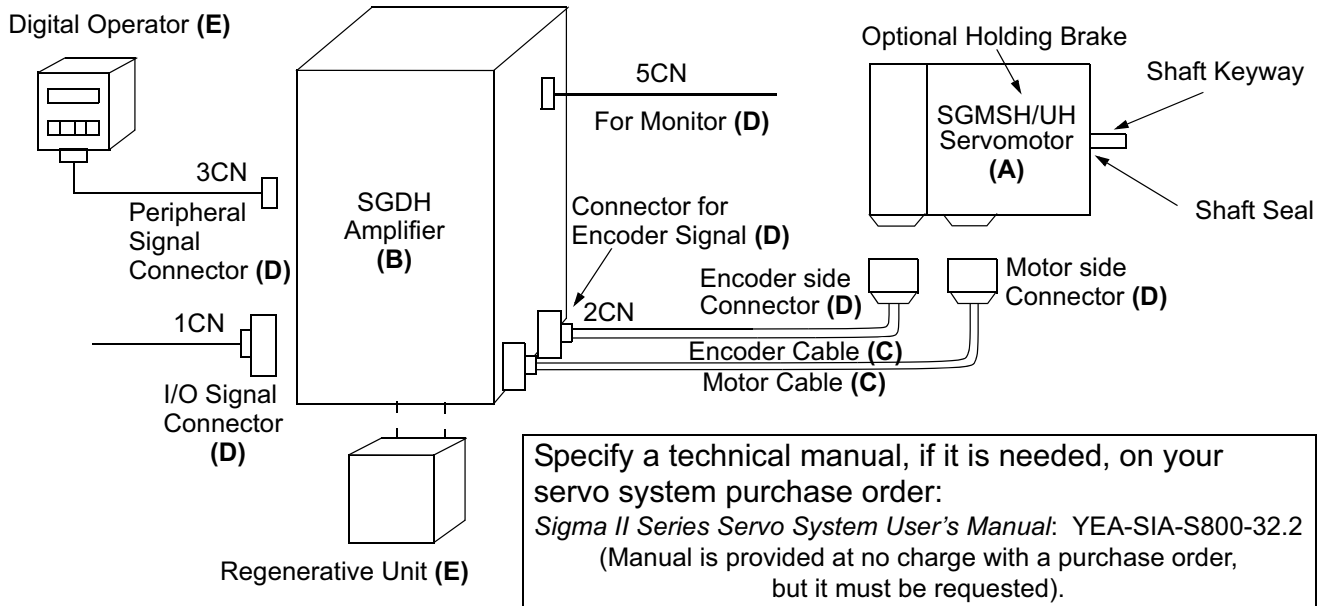 Digital Operator (E)
3CN
Peripheral
Signal
Connector (D)
1CN
I/O Signal
Connector
(D)
SGDH
Amplifier
(B)
Regenerative Unit (E)
5CN
For Monitor (D)
Connector for
Encoder Signal (D)
2CN
Encoder side
Connector (D)
Motor side
Connector (D)
Encoder Cable (C)
Motor Cable (C)
Optional Holding Brake
SGMSH/UH
Servomotor
(A)
Shaft Keyway
Shaft Seal
Specify a technical manual, if it is needed, on your
servo system purchase order:
Sigma II Series Servo System User's Manual: YEA-SIA-S800-32.2
(Manual is provided at no charge with a purchase order,
but it must be requested).